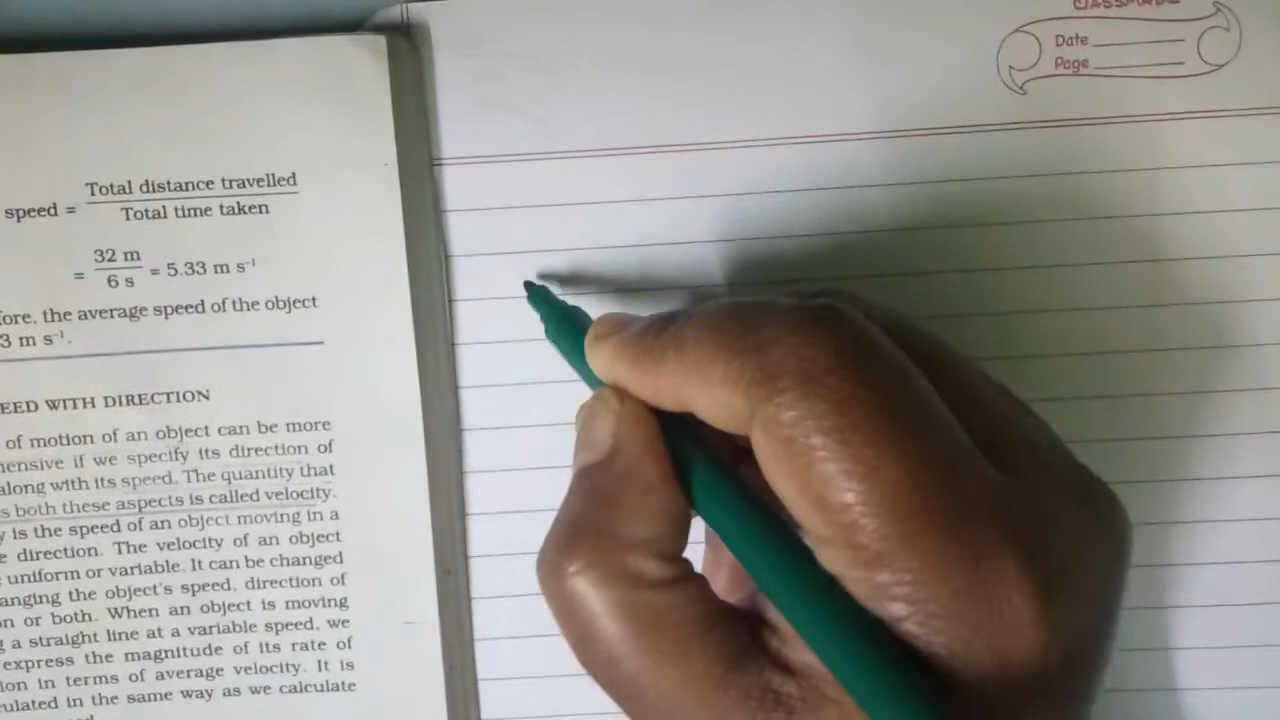 speed = Total distance travelled
Total time taken
= 32 m
6 s
= 5.33 m s⁻¹
ore, the average speed of the object
3 m s⁻¹.
EED WITH DIRECTION
of motion of an object can be more
ensive if we specify its direction of
along with its speed. The quantity that
s both these aspects is called velocity.
y is the speed of an object moving in a
e direction. The velocity of an object
uniform or variable. It can be changed
anging the object's speed, direction of
n or both. When an object is moving
g a straight line at a variable speed, we
express the magnitude of its rate of
ion in terms of average velocity. It is
ulated in the same way as we calculate
Date
Page